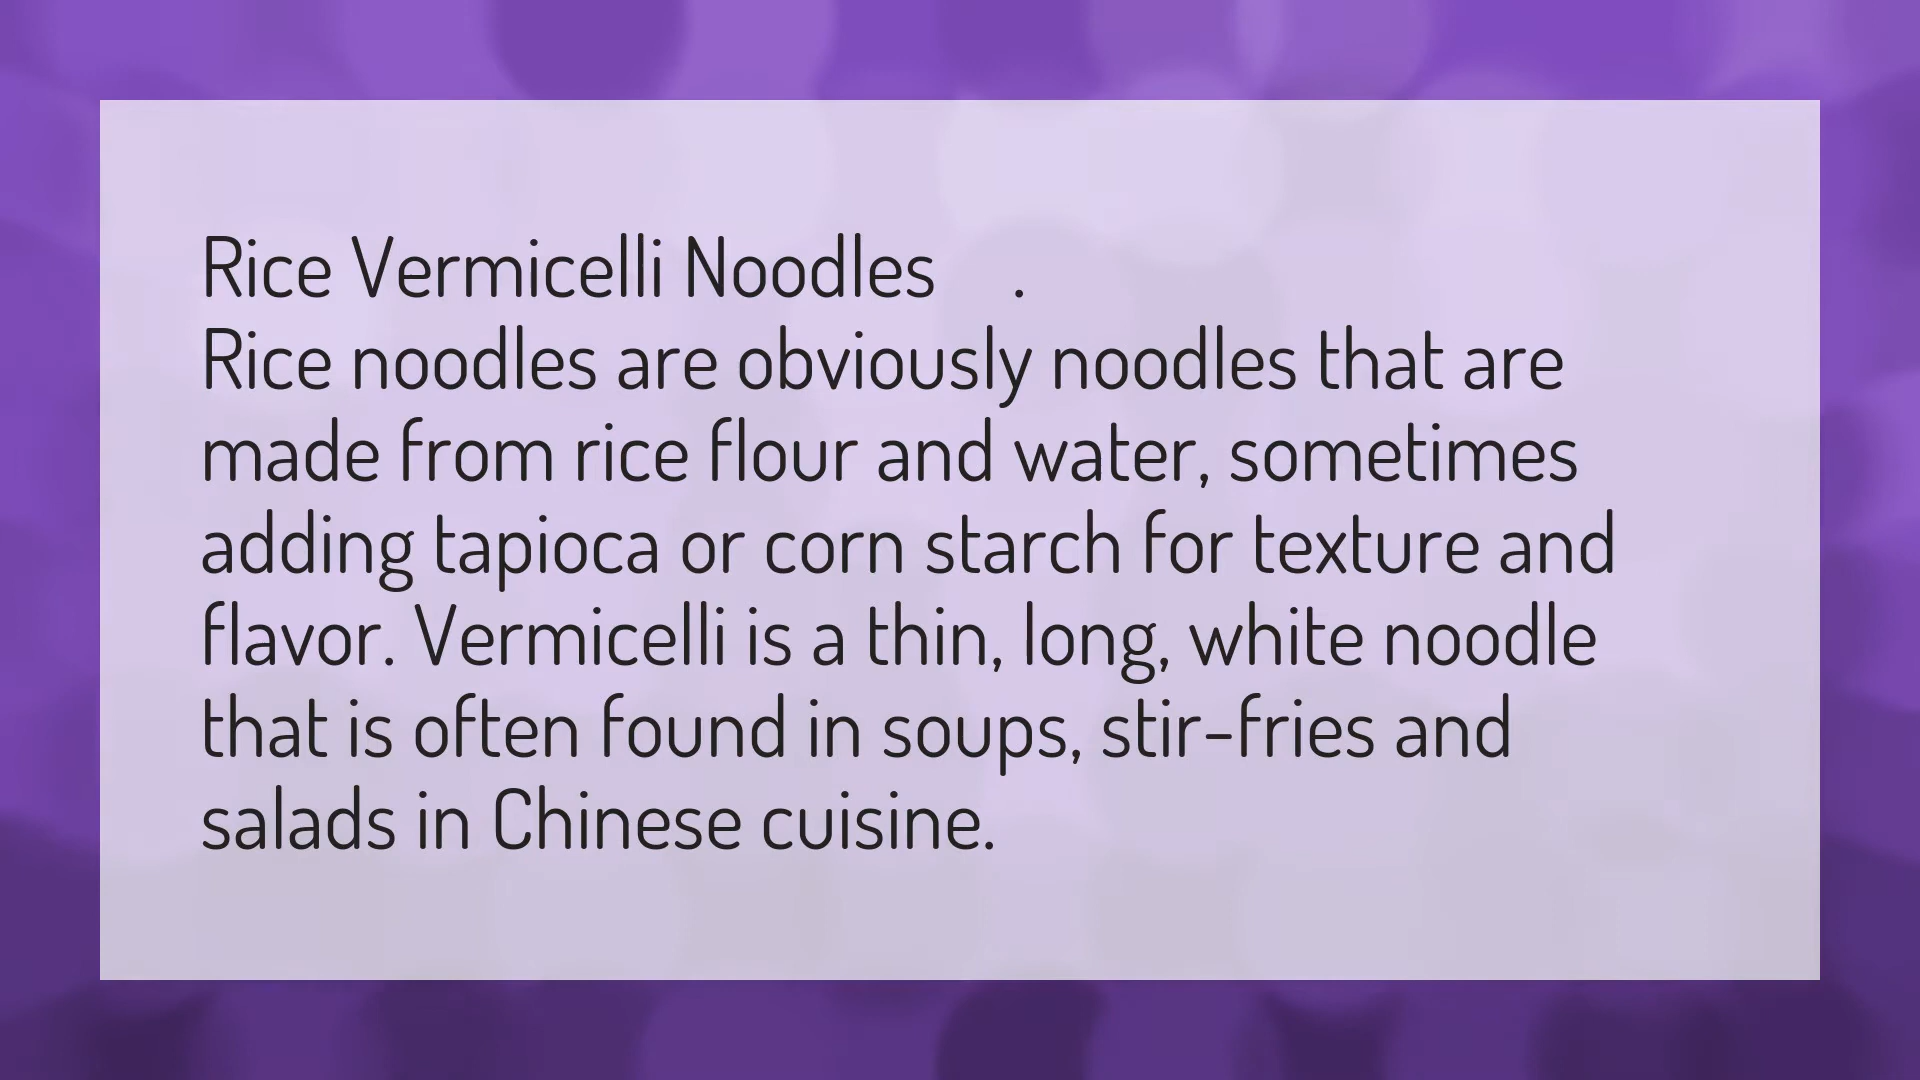 Rice Vermicelli Noodles    .
Rice noodles are obviously noodles that are
made from rice flour and water, sometimes
adding tapioca or corn starch for texture and
flavor. Vermicelli is a thin, long, white noodle
that is often found in soups, stir-fries and
salads in Chinese cuisine.